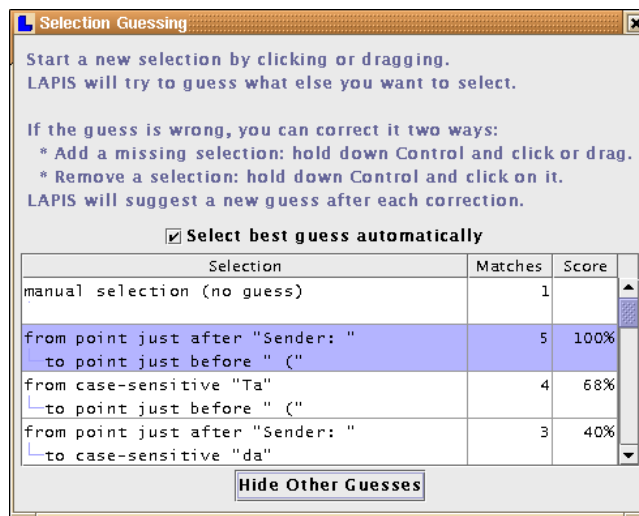 Selection Guessing
Start a new selection by clicking or dragging.
LAPIS will try to guess what else you want to select.
If the guess is wrong, you can correct it two ways:
* Add a missing selection: hold down Control and click or drag.
* Remove a selection: hold down Control and click on it.
LAPIS will suggest a new guess after each correction.
Select best guess automatically
Selection Matches Score
manual selection (no guess) 1
from point just after "Sender: " 5 100%
to point just before " ("
from case-sensitive "Ta" 4 68%
to point just before " ("
from point just after "Sender: " 3 40%
to case-sensitive "da"
Hide Other Guesses